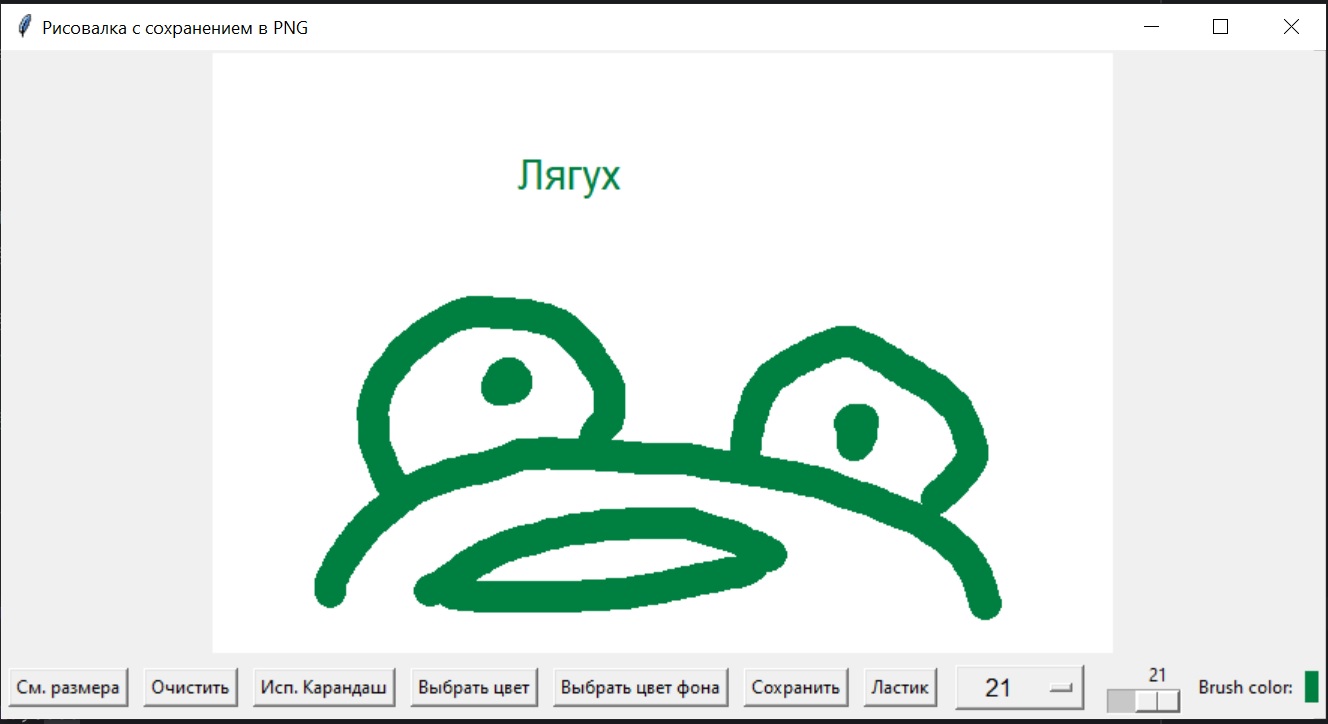 Рисовалка с сохранением в PNG
Лягух
21
См. размера Очистить Исп. Карандаш Выбрать цвет Выбрать цвет фона Сохранить Ластик 21 Brush color: